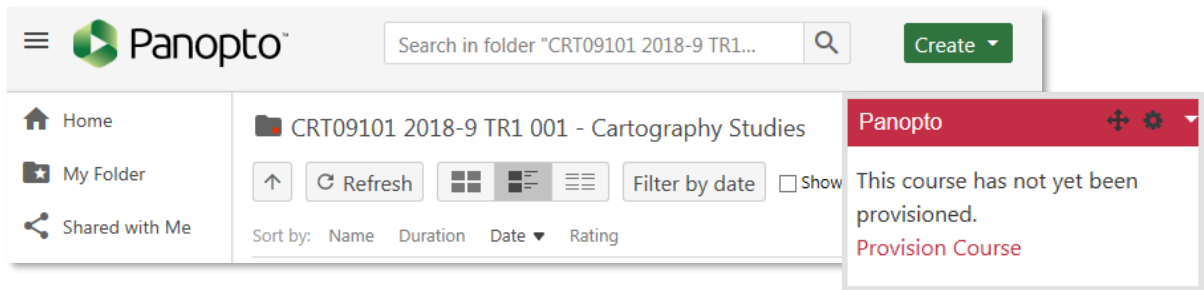 Panopto™
Search in folder "CRT09101 2018-9 TR1...
Create
Home
My Folder
Shared with Me
CRT09101 2018-9 TR1 001 - Cartography Studies
Refresh
Filter by date
Show
Sort by: Name Duration Date Rating
Panopto
This course has not yet been
provisioned.
Provision Course